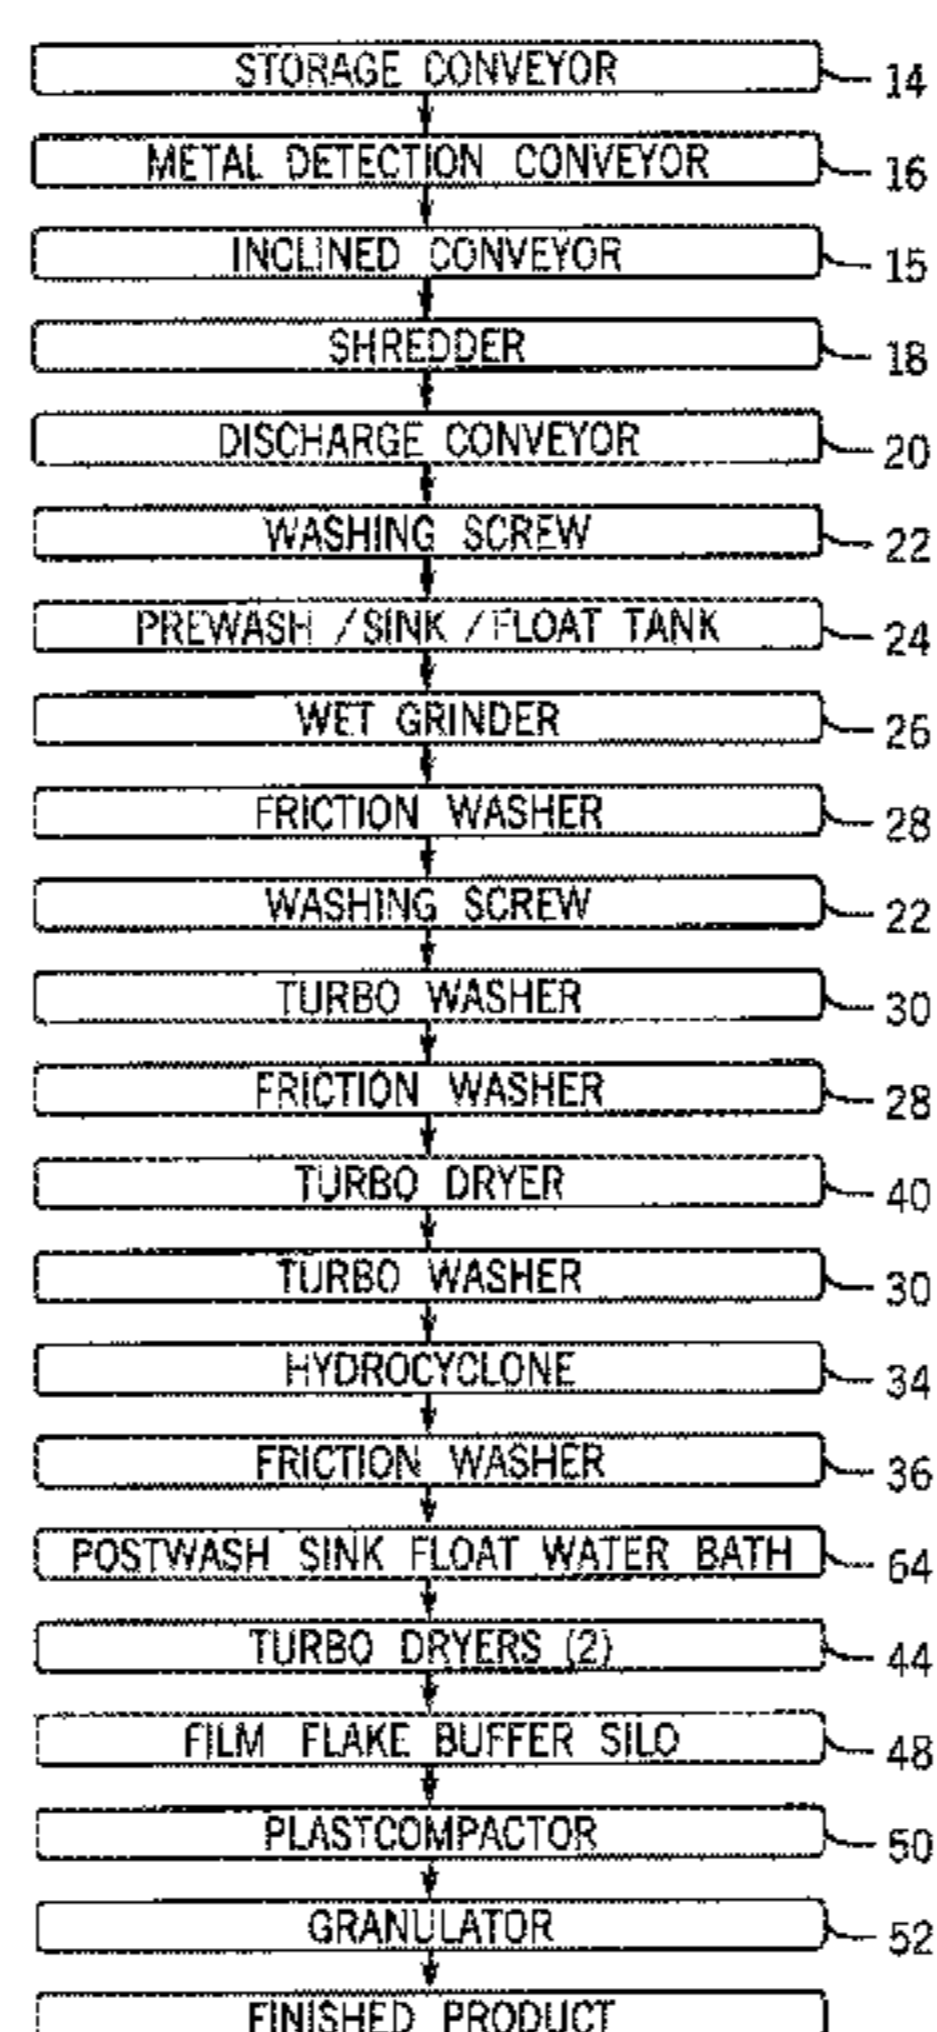 STORAGE CONVEYOR 14
METAL DETECTION CONVEYOR 16
INCLINED CONVEYOR 15
SHREDDER 18
DISCHARGE CONVEYOR 20
WASHING SCREW 22
PREWASH / SINK / FLOAT TANK 24
WET GRINDER 26
FRICTION WASHER 28
WASHING SCREW 22
TURBO WASHER 30
FRICTION WASHER 28
TURBO DRYER 40
TURBO WASHER 30
HYDROCYCLONE 34
FRICTION WASHER 36
POSTWASH SINK FLOAT WATER BATH 64
TURBO DRYERS (2) 44
FILM FLAKE BUFFER SILO 48
PLASTCOMPACTOR 50
GRANULATOR 52
FINISHED PRODUCT